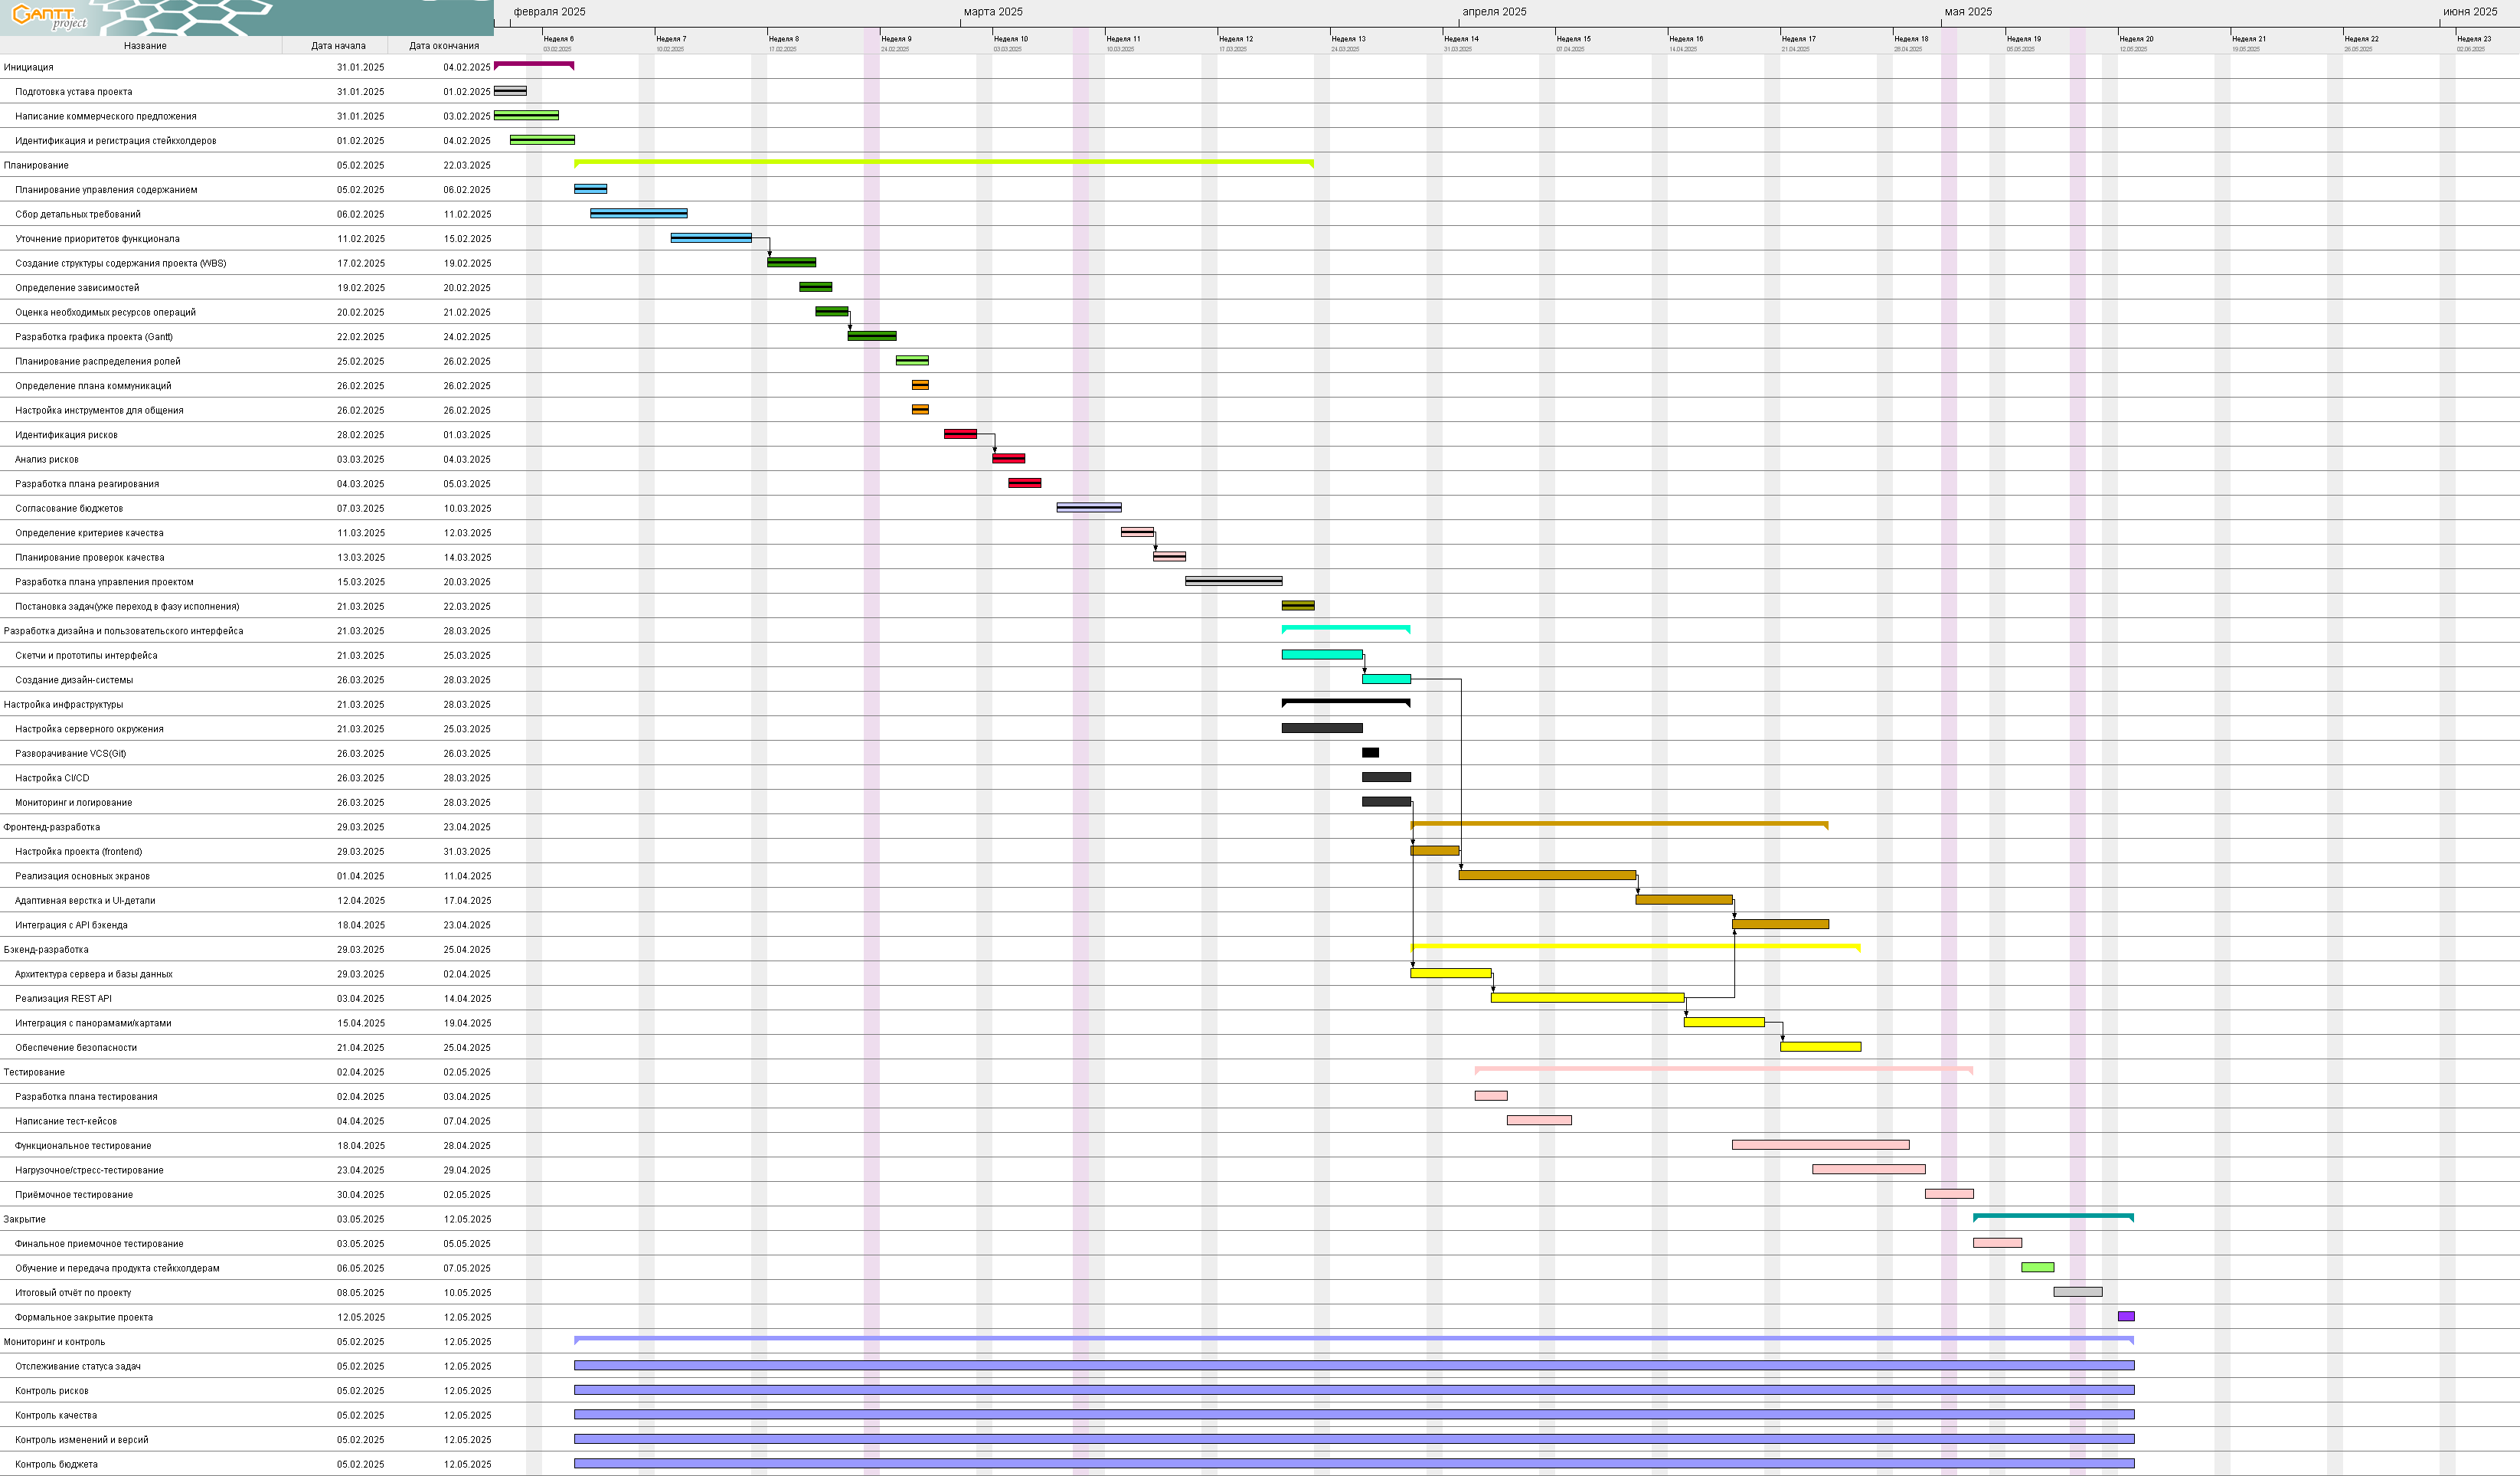 GANTT project
февраля 2025 марта 2025 апреля 2025 мая 2025 июня 2025
Неделя 6 Неделя 7 Неделя 8 Неделя 9 Неделя 10 Неделя 11 Неделя 12 Неделя 13 Неделя 14 Неделя 15 Неделя 16 Неделя 17 Неделя 18 Неделя 19 Неделя 20 Неделя 21 Неделя 22 Неделя 23
03.02.2025 10.02.2025 17.02.2025 24.02.2025 03.03.2025 10.03.2025 17.03.2025 24.03.2025 31.03.2025 07.04.2025 14.04.2025 21.04.2025 28.04.2025 05.05.2025 12.05.2025 19.05.2025 26.05.2025 02.06.2025
Название Дата начала Дата окончания
Инициация 31.01.2025 04.02.2025
Подготовка устава проекта 31.01.2025 01.02.2025
Написание коммерческого предложения 31.01.2025 03.02.2025
Идентификация и регистрация стейкхолдеров 01.02.2025 04.02.2025
Планирование 05.02.2025 22.03.2025
Планирование управления содержанием 05.02.2025 06.02.2025
Сбор детальных требований 06.02.2025 11.02.2025
Уточнение приоритетов функционала 11.02.2025 15.02.2025
Создание структуры содержания проекта (WBS) 17.02.2025 19.02.2025
Определение зависимостей 19.02.2025 20.02.2025
Оценка необходимых ресурсов операций 20.02.2025 21.02.2025
Разработка графика проекта (Gantt) 22.02.2025 24.02.2025
Планирование распределения ролей 25.02.2025 26.02.2025
Определение плана коммуникаций 26.02.2025 26.02.2025
Настройка инструментов для общения 26.02.2025 26.02.2025
Идентификация рисков 28.02.2025 01.03.2025
Анализ рисков 03.03.2025 04.03.2025
Разработка плана реагирования 04.03.2025 05.03.2025
Согласование бюджетов 07.03.2025 10.03.2025
Определение критериев качества 11.03.2025 12.03.2025
Планирование проверок качества 13.03.2025 14.03.2025
Разработка плана управления проектом 15.03.2025 20.03.2025
Постановка задач(уже переход в фазу исполнения) 21.03.2025 22.03.2025
Разработка дизайна и пользовательского интерфейса 21.03.2025 28.03.2025
Скетчи и прототипы интерфейса 21.03.2025 25.03.2025
Создание дизайн-системы 26.03.2025 28.03.2025
Настройка инфраструктуры 21.03.2025 28.03.2025
Настройка серверного окружения 21.03.2025 25.03.2025
Разворачивание VCS(Git) 26.03.2025 26.03.2025
Настройка CI/CD 26.03.2025 28.03.2025
Мониторинг и логирование 26.03.2025 28.03.2025
Фронтенд-разработка 29.03.2025 23.04.2025
Настройка проекта (frontend) 29.03.2025 31.03.2025
Реализация основных экранов 01.04.2025 11.04.2025
Адаптивная верстка и UI-детали 12.04.2025 17.04.2025
Интеграция с API бэкенда 18.04.2025 23.04.2025
Бэкенд-разработка 29.03.2025 25.04.2025
Архитектура сервера и базы данных 29.03.2025 02.04.2025
Реализация REST API 03.04.2025 14.04.2025
Интеграция с панорамами/картами 15.04.2025 19.04.2025
Обеспечение безопасности 21.04.2025 25.04.2025
Тестирование 02.04.2025 02.05.2025
Разработка плана тестирования 02.04.2025 03.04.2025
Написание тест-кейсов 04.04.2025 07.04.2025
Функциональное тестирование 18.04.2025 28.04.2025
Нагрузочное/стресс-тестирование 23.04.2025 29.04.2025
Приёмочное тестирование 30.04.2025 02.05.2025
Закрытие 03.05.2025 12.05.2025
Финальное приемочное тестирование 03.05.2025 05.05.2025
Обучение и передача продукта стейкхолдерам 06.05.2025 07.05.2025
Итоговый отчёт по проекту 08.05.2025 10.05.2025
Формальное закрытие проекта 12.05.2025 12.05.2025
Мониторинг и контроль 05.02.2025 12.05.2025
Отслеживание статуса задач 05.02.2025 12.05.2025
Контроль рисков 05.02.2025 12.05.2025
Контроль качества 05.02.2025 12.05.2025
Контроль изменений и версий 05.02.2025 12.05.2025
Контроль бюджета 05.02.2025 12.05.2025